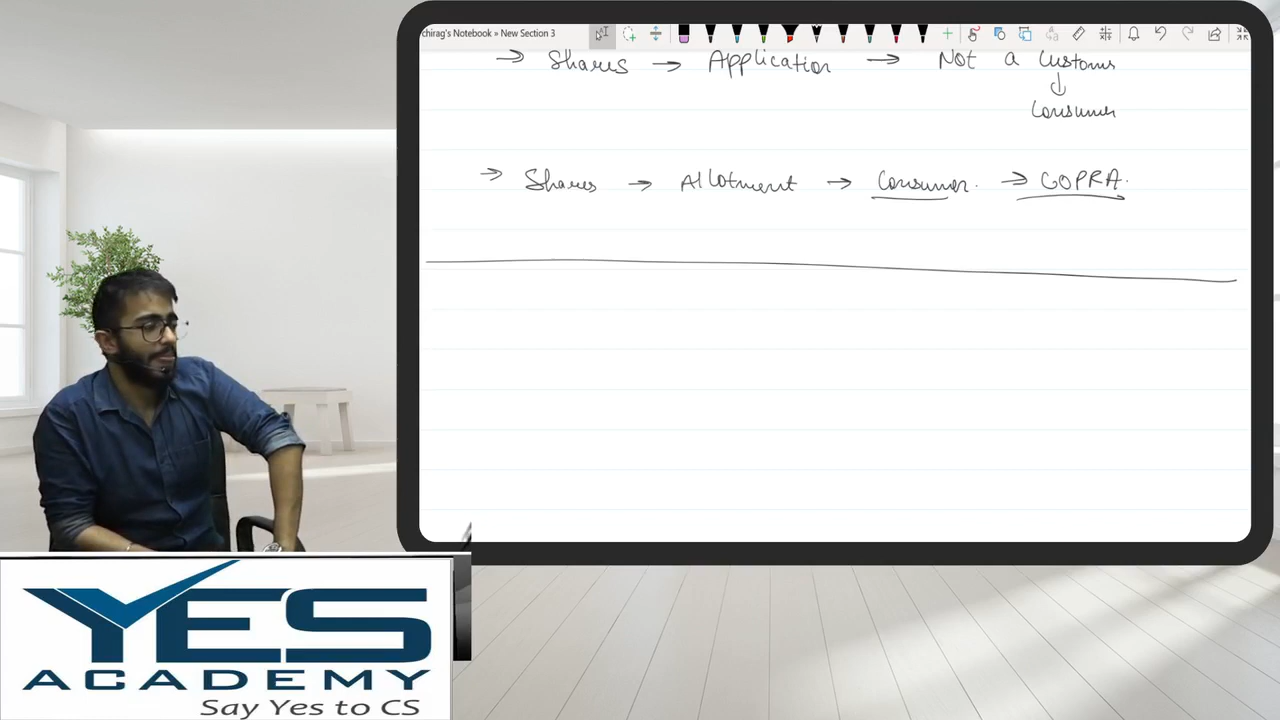 chirag's Notebook » New Section 3
→ Shares → Application → Not a Customer
↓
Consumer
→ Shares → Allotment → Consumer. → COPRA.
YES
ACADEMY
Say Yes to CS